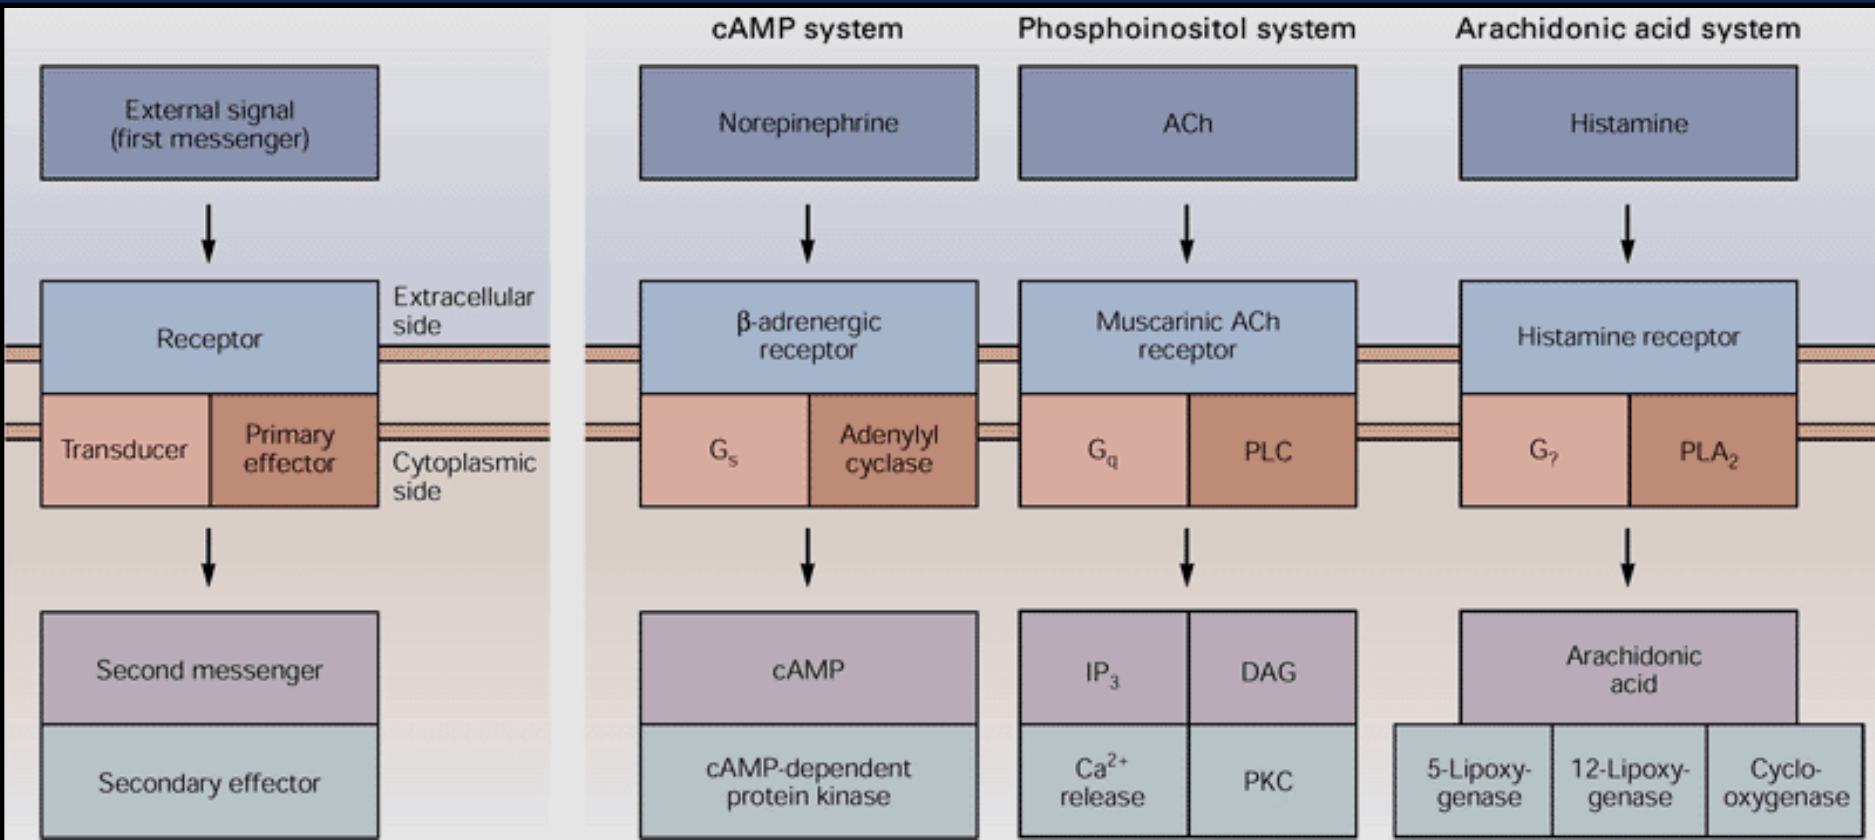 cAMP system
Phosphoinositol system
Arachidonic acid system
External signal
(first messenger)
Norepinephrine
ACh
Histamine
Receptor
Extracellular
side
β-adrenergic
receptor
Muscarinic ACh
receptor
Histamine receptor
Transducer
Primary
effector
Cytoplasmic
side
Gs
Adenylyl
cyclase
Gq
PLC
G?
PLA2
Second messenger
cAMP
IP3
DAG
Arachidonic
acid
Secondary effector
cAMP-dependent
protein kinase
Ca2+
release
PKC
5-Lipoxy-
genase
12-Lipoxy-
genase
Cyclo-
oxygenase